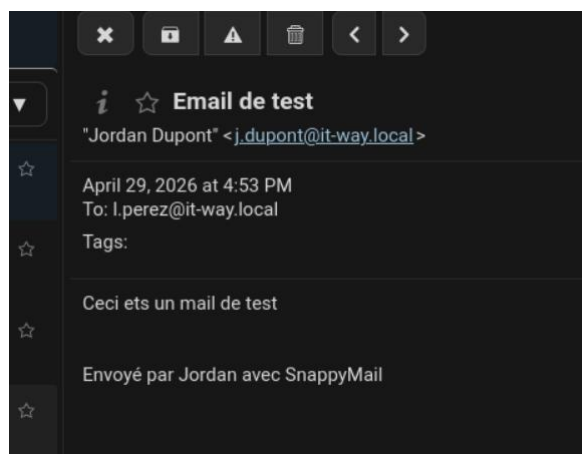 Email de test
"Jordan Dupont" <j.dupont@it-way.local>
April 29, 2026 at 4:53 PM
To: l.perez@it-way.local
Tags:
Ceci ets un mail de test
Envoyé par Jordan avec SnappyMail